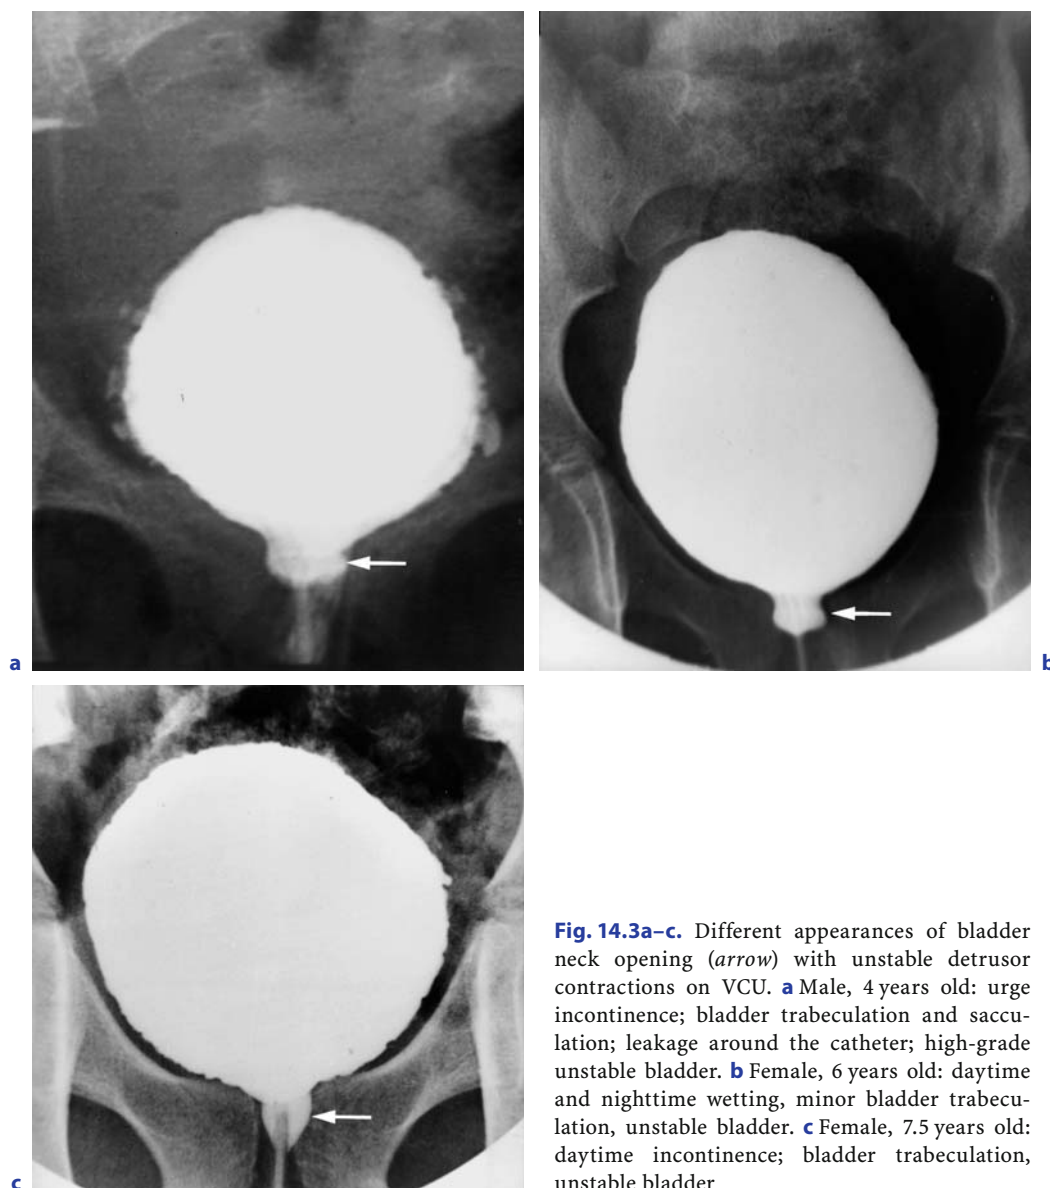 a
b
c
Fig. 14.3a–c. Different appearances of bladder
neck opening (arrow) with unstable detrusor
contractions on VCU. a Male, 4 years old: urge
incontinence; bladder trabeculation and saccu-
lation; leakage around the catheter; high-grade
unstable bladder. b Female, 6 years old: daytime
and nighttime wetting, minor bladder trabecu-
lation, unstable bladder. c Female, 7.5 years old:
daytime incontinence; bladder trabeculation,
unstable bladder